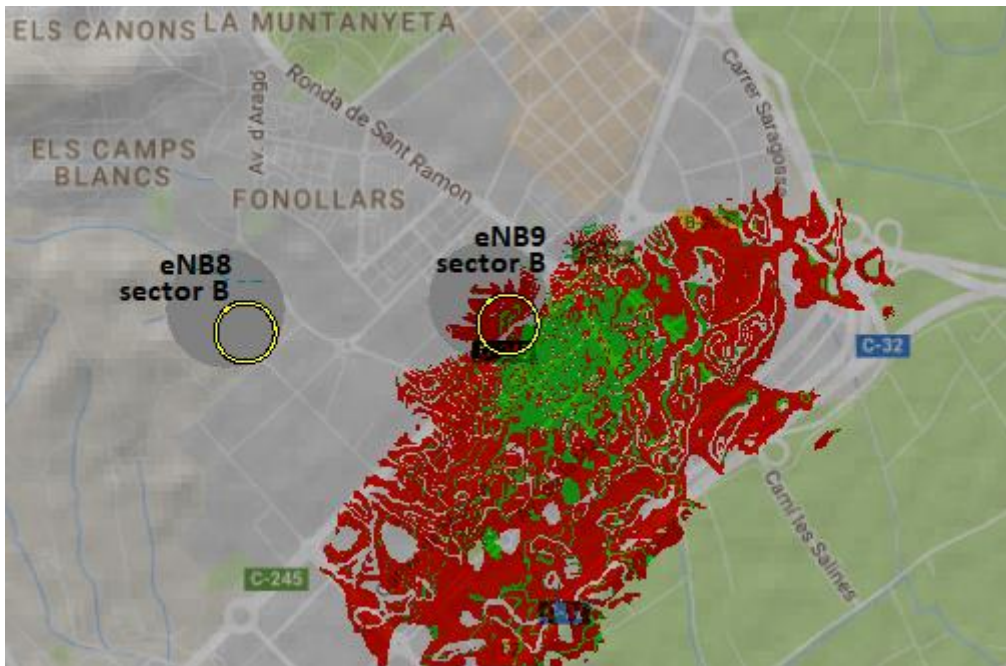 ELS CANONS
LA MUNTANYETA
Av. d'Aragó
Ronda de Sant Ramon
Carrer Saragossa
ELS CAMPS
BLANCS
FONOLLARS
eNB8
sector B
eNB9
sector B
C-32
Camí les Salines
C-245